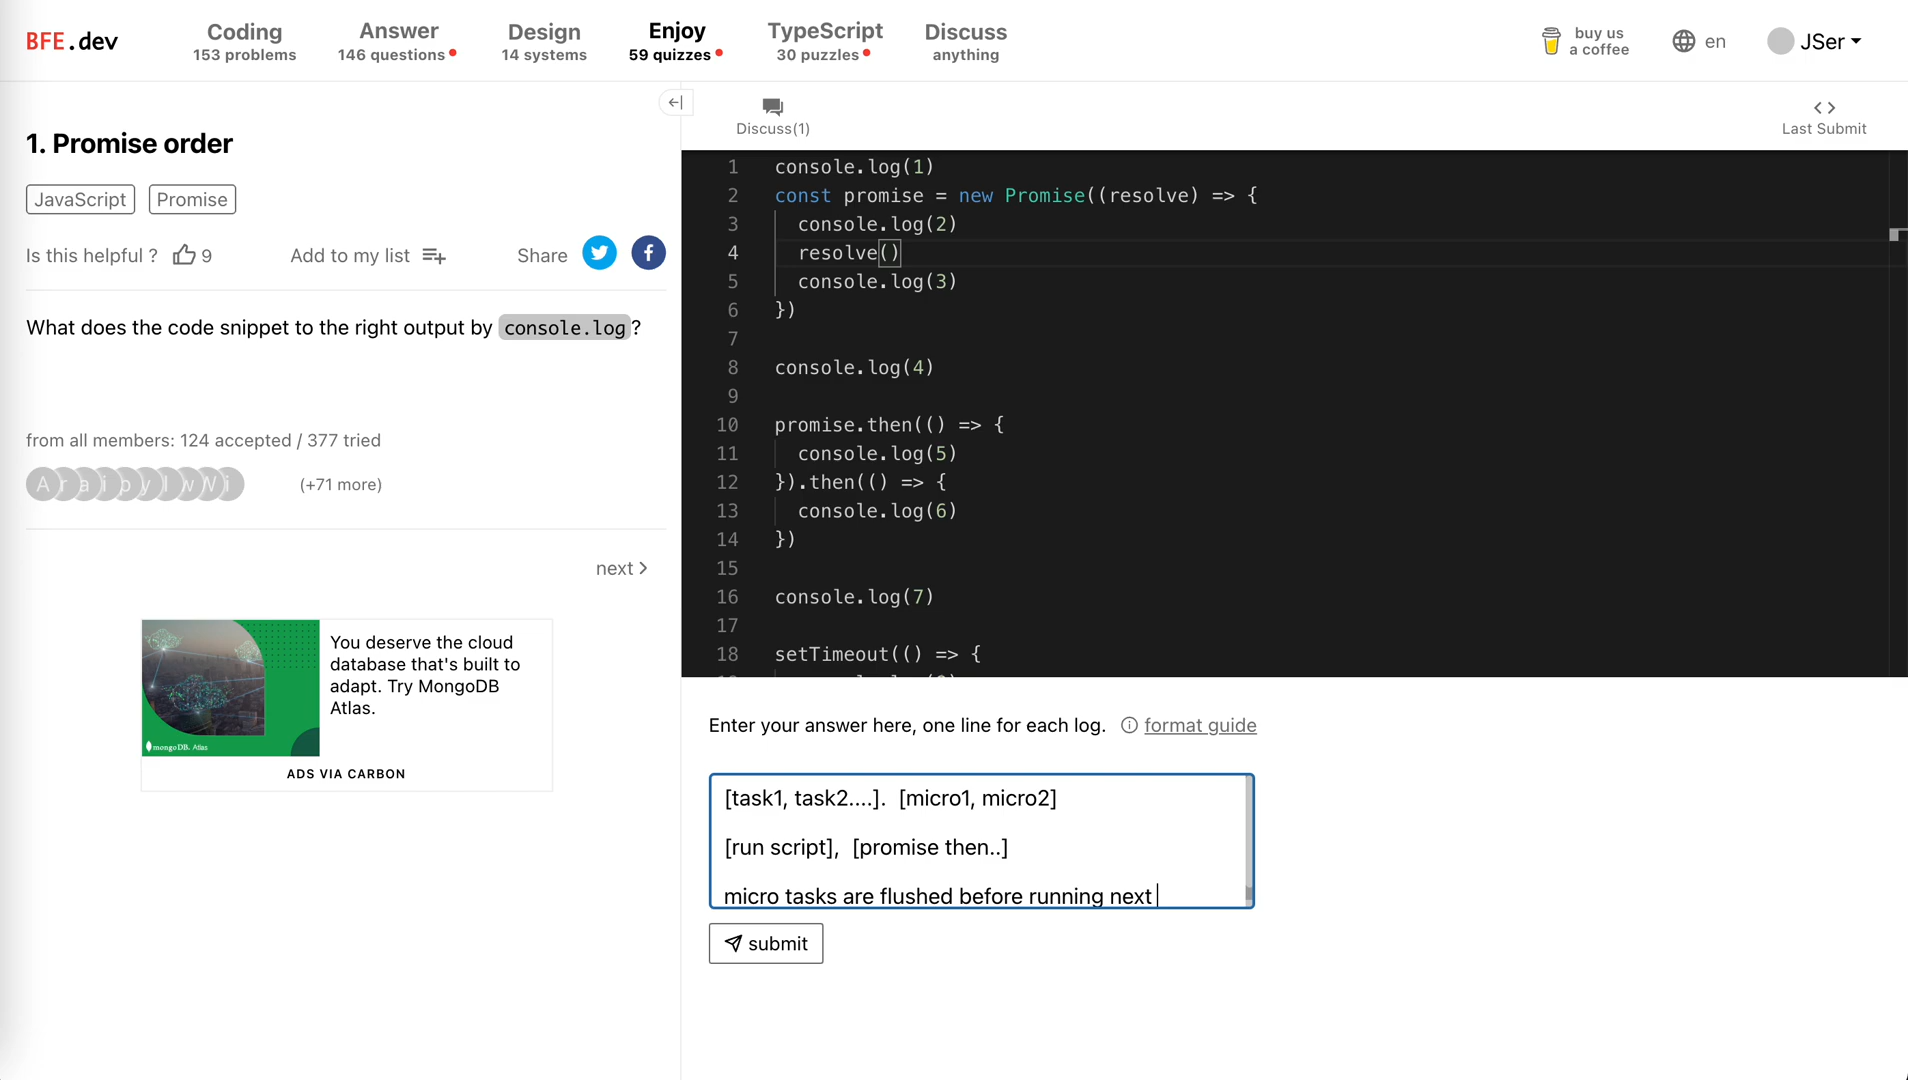 BFE.dev
Coding
153 problems
Answer
146 questions
Design
14 systems
Enjoy
59 quizzes
TypeScript
30 puzzles
Discuss
anything
buy us
a coffee
en
JSer
1. Promise order
JavaScript
Promise
Is this helpful ?
9
Add to my list
Share
What does the code snippet to the right output by console.log ?
from all members: 124 accepted / 377 tried
A r a i p y l w W i
(+71 more)
next
You deserve the cloud
database that's built to
adapt. Try MongoDB
Atlas.
mongoDB. Atlas
ADS VIA CARBON
Discuss(1)
Last Submit
1 console.log(1)
2 const promise = new Promise((resolve) => {
3 console.log(2)
4 resolve()
5 console.log(3)
6 })
7
8 console.log(4)
9
10 promise.then(() => {
11 console.log(5)
12 }).then(() => {
13 console.log(6)
14 })
15
16 console.log(7)
17
18 setTimeout(() => {
Enter your answer here, one line for each log.
format guide
[task1, task2....]. [micro1, micro2]
[run script], [promise then..]
micro tasks are flushed before running next
submit